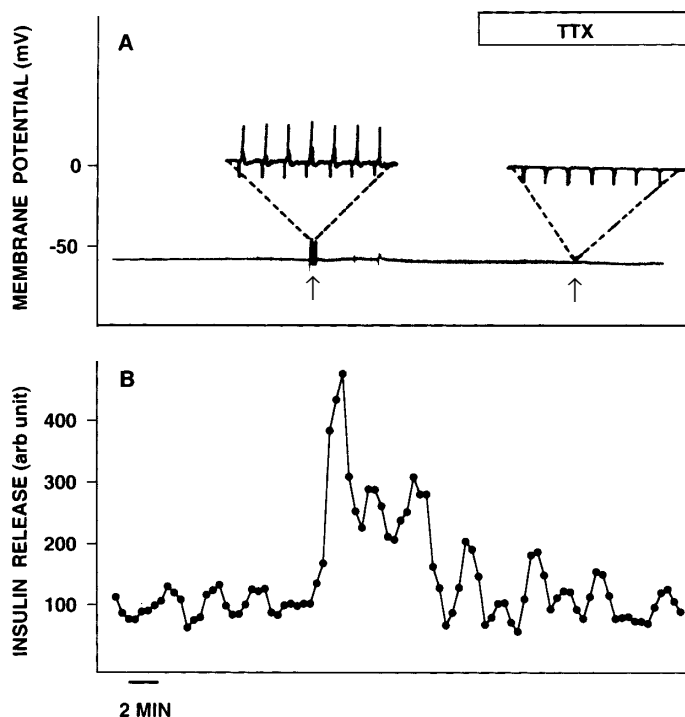 A
TTX
MEMBRANE POTENTIAL (mV)
0
-50
↑
↑
B
INSULIN RELEASE (arb unit)
400
300
200
100
2 MIN